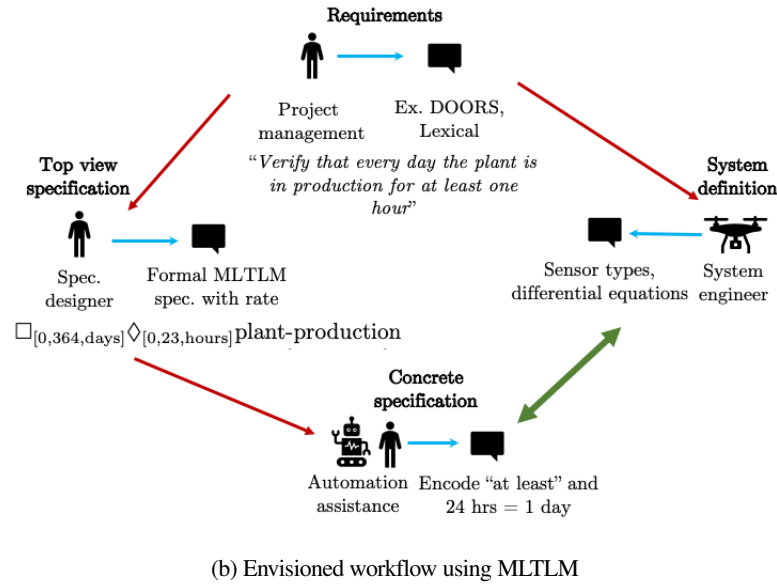 Requirements
Project
management
Ex. DOORS,
Lexical
“Verify that every day the plant is
in production for at least one
hour”
Top view
specification
Spec.
designer
Formal MLTLM
spec. with rate
□[0,364,days]◊[0,23,hours]plant-production
System
definition
Sensor types,
differential equations
System
engineer
Concrete
specification
Automation
assistance
Encode “at least” and
24 hrs = 1 day
(b) Envisioned workflow using MLTLM